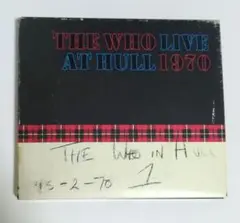 THE WHO LIVE
AT HULL 1970
THE WHO IN HULL
15-2-70 1